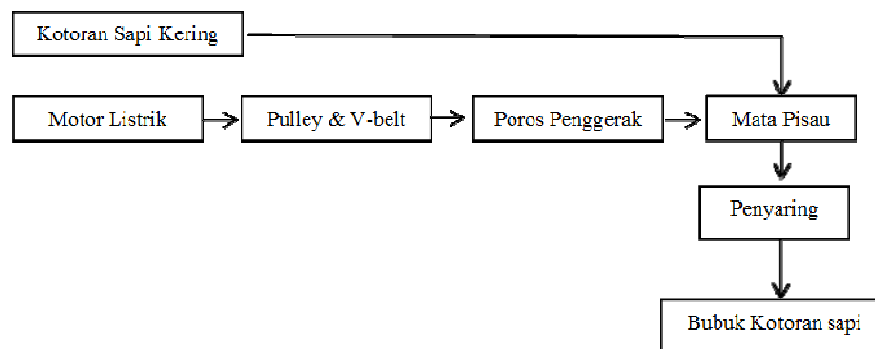 Kotoran Sapi Kering
Motor Listrik
Pulley & V-belt
Poros Penggerak
Mata Pisau
Penyaring
Bubuk Kotoran sapi